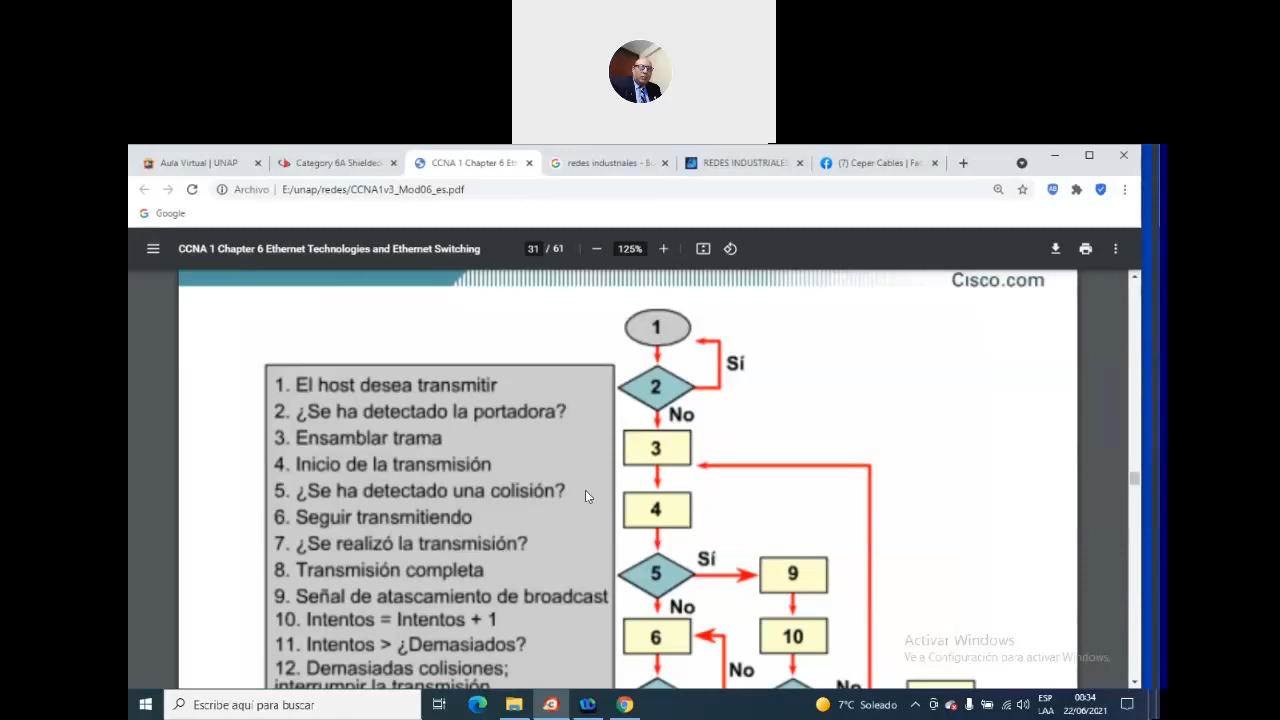 Aula Virtual | UNAP
Category 6A Shielded
CCNA 1 Chapter 6 Eth
redes industriales - B
REDES INDUSTRIALES
(7) Ceper Cables | Fa
Archivo | E:/unap/redes/CCNA1v3_Mod06_es.pdf
Google
CCNA 1 Chapter 6 Ethernet Technologies and Ethernet Switching
31 / 61
125%
Cisco.com
1
Sí
2
No
3
4
5
Sí
9
No
6
10
No
No
1. El host desea transmitir
2. ¿Se ha detectado la portadora?
3. Ensamblar trama
4. Inicio de la transmisión
5. ¿Se ha detectado una colisión?
6. Seguir transmitiendo
7. ¿Se realizó la transmisión?
8. Transmisión completa
9. Señal de atascamiento de broadcast
10. Intentos = Intentos + 1
11. Intentos > ¿Demasiados?
12. Demasiadas colisiones;
interrumpir la transmisión
Activar Windows
Ve a Configuración para activar Windows.
Escribe aquí para buscar
7°C Soleado
ESP
LAA
00:34
22/06/2021